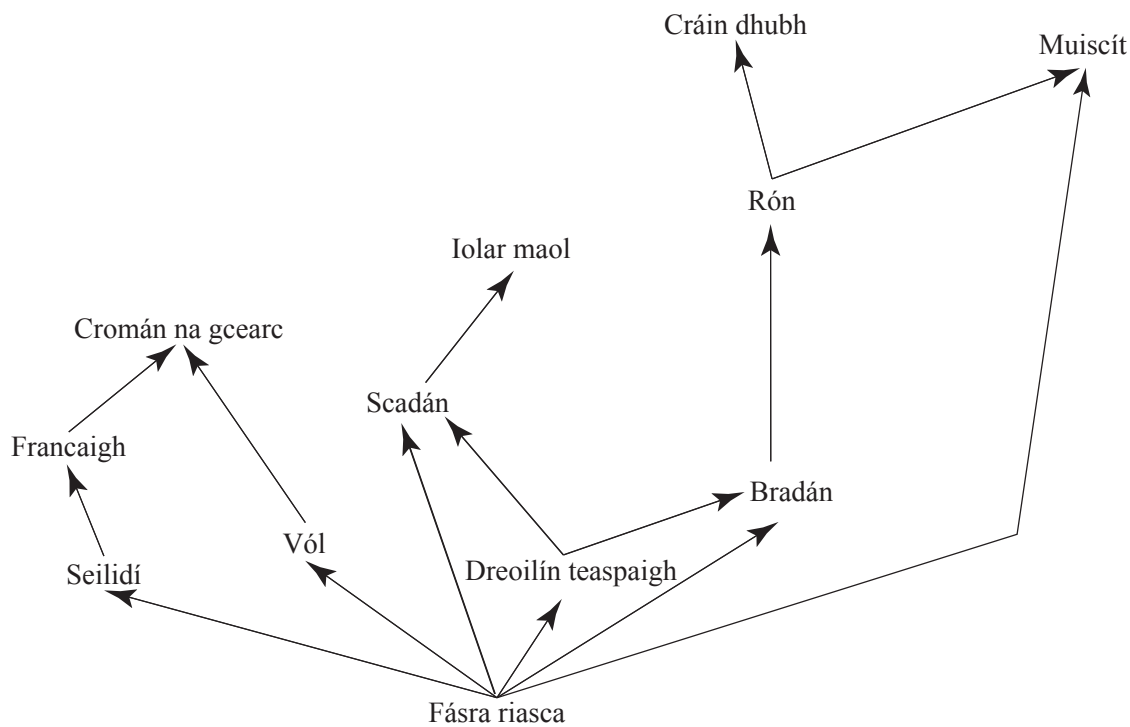 Cráin dhubh
Muiscít
Rón
Iolar maol
Cromán na gcearc
Scadán
Francaigh
Bradán
Vól
Dreoilín teaspaigh
Seilidí
Fásra riasca